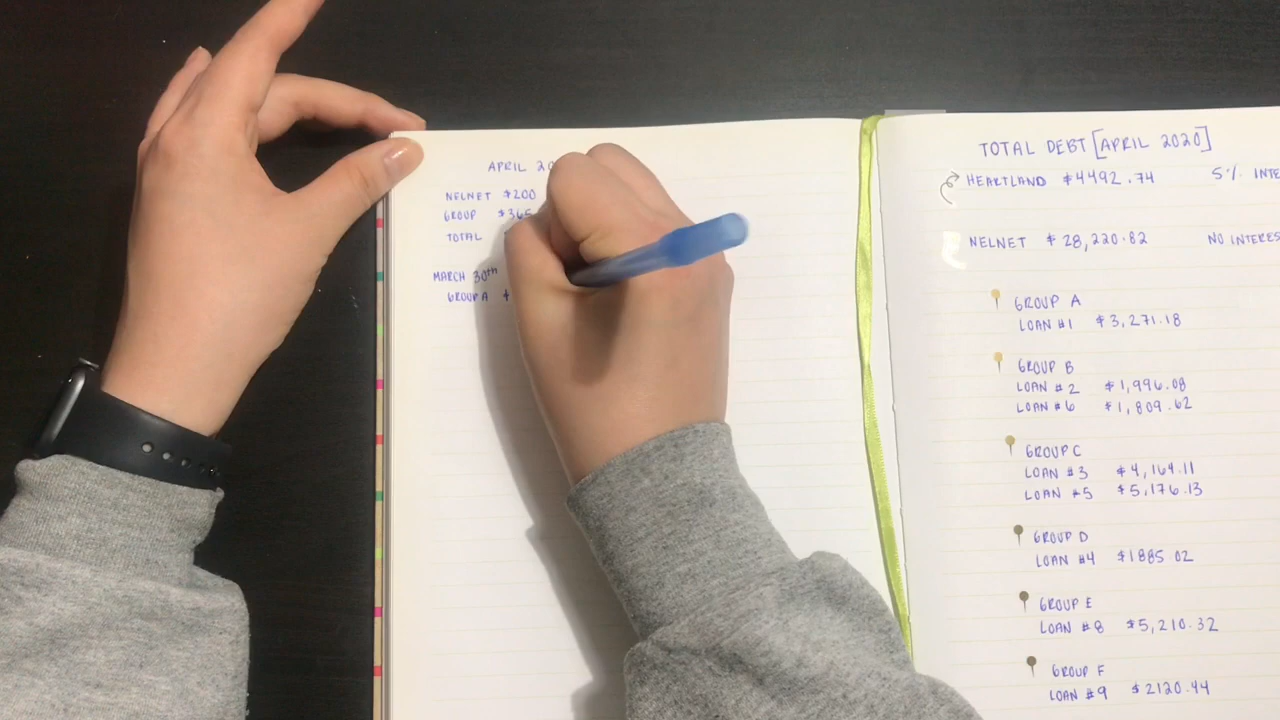 APRIL 20
NELNET $200
GROUP $365
TOTAL
MARCH 30th
GROUP A
TOTAL DEBT [APRIL 2020]
HEARTLAND $4492.74 5% INTE
NELNET $28,220.82 NO INTERES
GROUP A
LOAN #1 $3,271.18
GROUP B
LOAN #2 $1,996.08
LOAN #6 $1,809.62
GROUP C
LOAN #3 $4,164.11
LOAN #5 $5,176.13
GROUP D
LOAN #4 $1885.02
GROUP E
LOAN #8 $5,210.32
GROUP F
LOAN #9 $2120.44